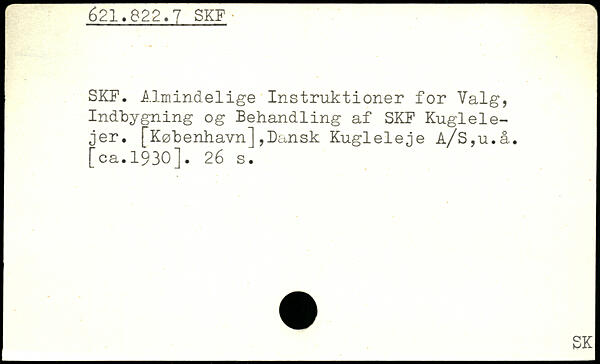 621.822.7 SKF
SKF. Almindelige Instruktioner for Valg,
Indbygning og Behandling af SKF Kuglele-
jer. [København],Dansk Kugleleje A/S,u.å.
[ca.1930]. 26 s.
SK